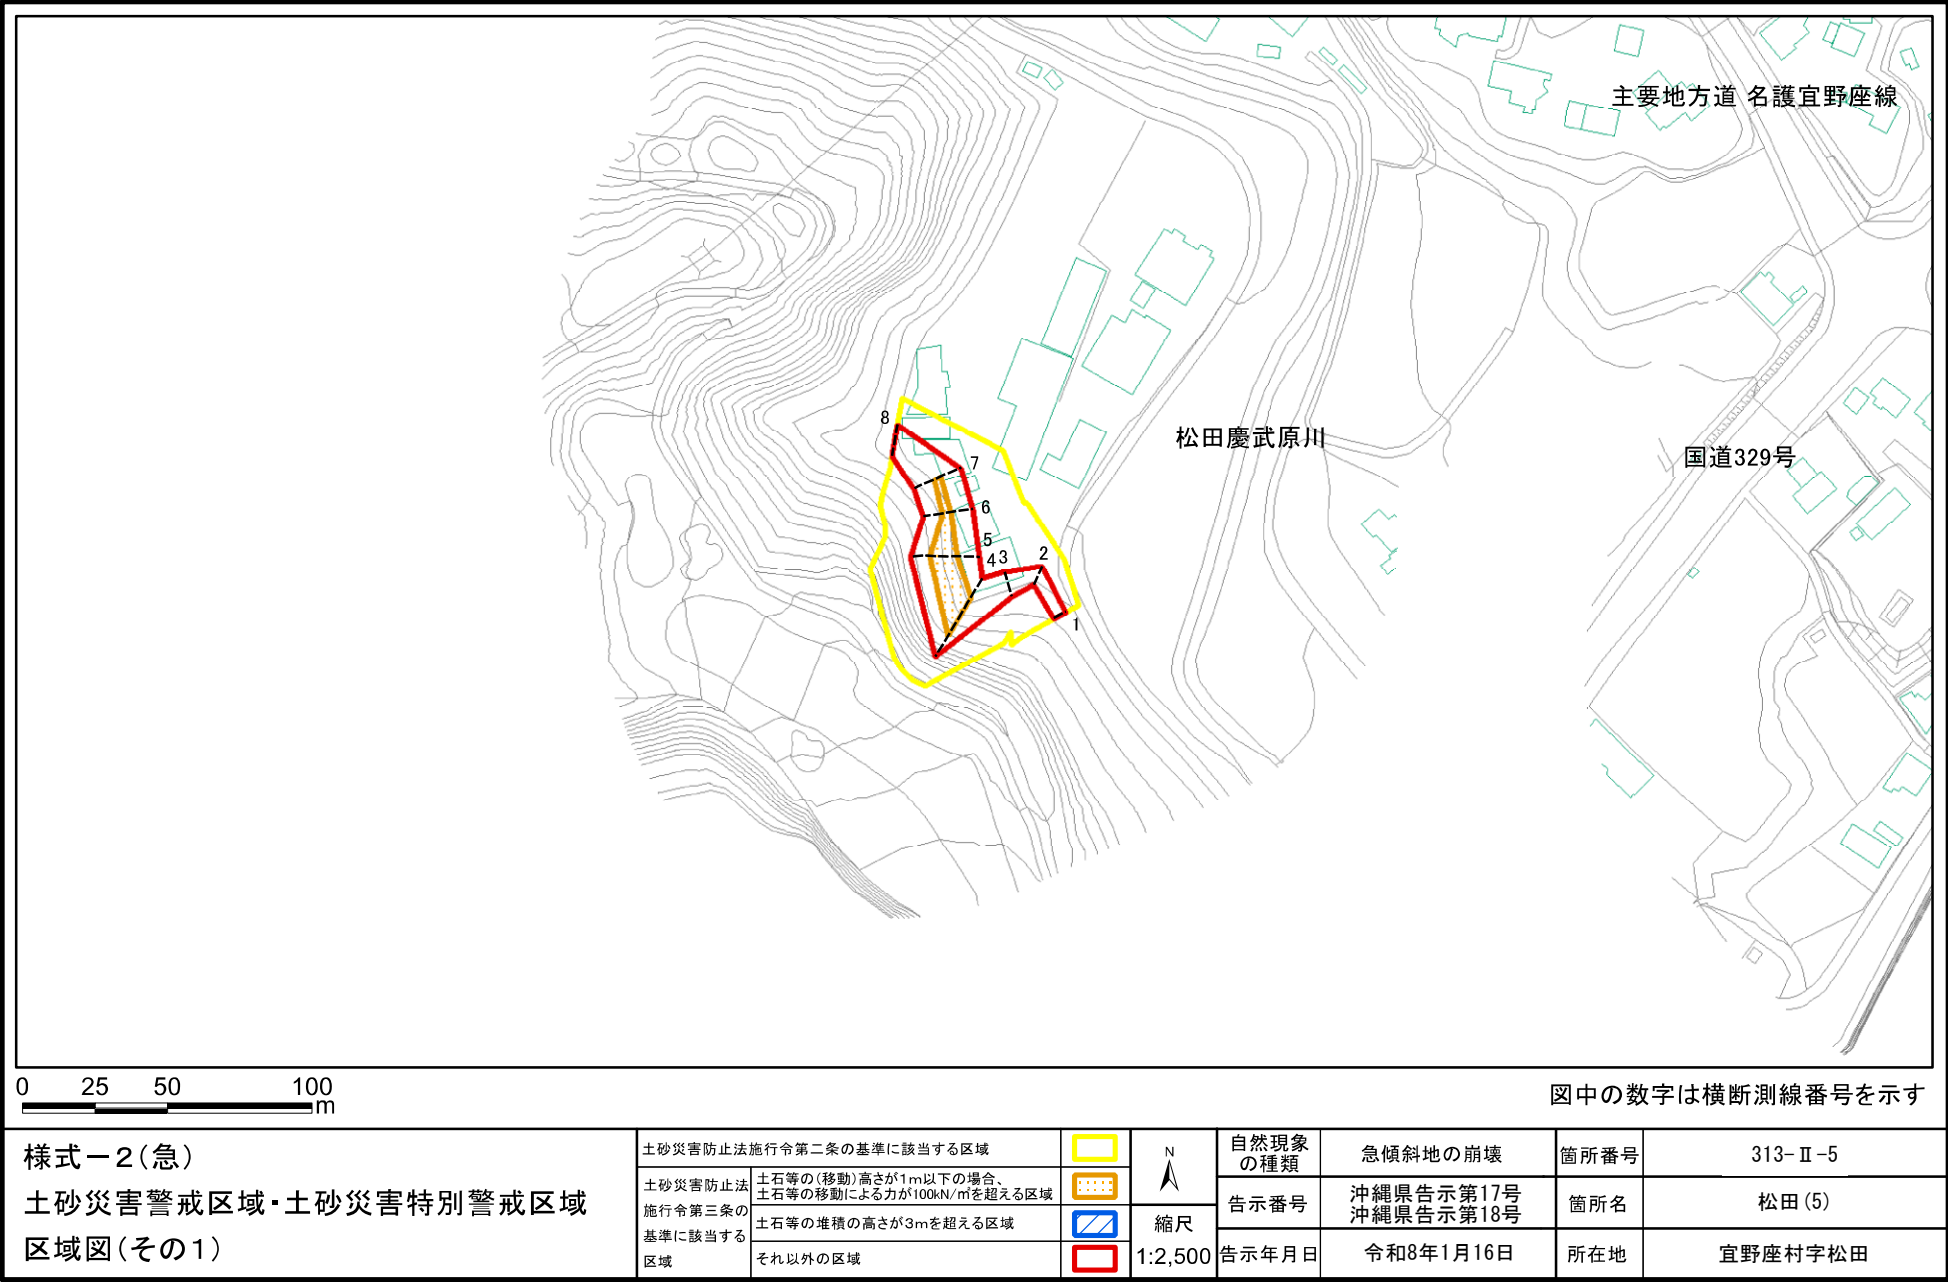 主要地方道 名護宜野座線
松田慶武原川
国道329号
8
7
6
5
4
3
2
1
0 25 50 100
m
図中の数字は横断測線番号を示す
様式－2（急）
土砂災害警戒区域・土砂災害特別警戒区域
区域図（その1）
土砂災害防止法施行令第二条の基準に該当する区域
土砂災害防止法
施行令第三条の
基準に該当する
区域
土石等の（移動）高さが1m以下の場合、
土石等の移動による力が100kN/㎡を超える区域
土石等の堆積の高さが3mを超える区域
それ以外の区域
N
縮尺
1:2,500
自然現象
の種類
急傾斜地の崩壊
箇所番号
313-Ⅱ-5
告示番号
沖縄県告示第17号
沖縄県告示第18号
箇所名
松田（5）
告示年月日
令和8年1月16日
所在地
宜野座村字松田